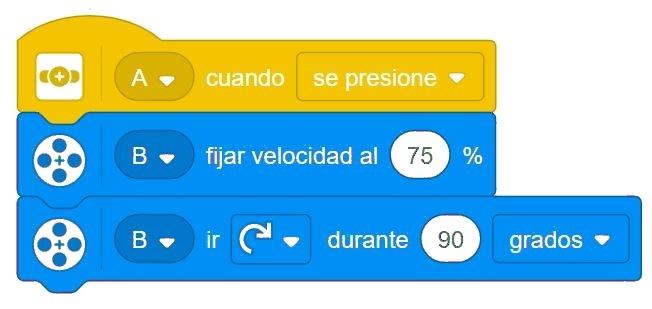 A cuando se presione
B fijar velocidad al 75 %
B ir durante 90 grados